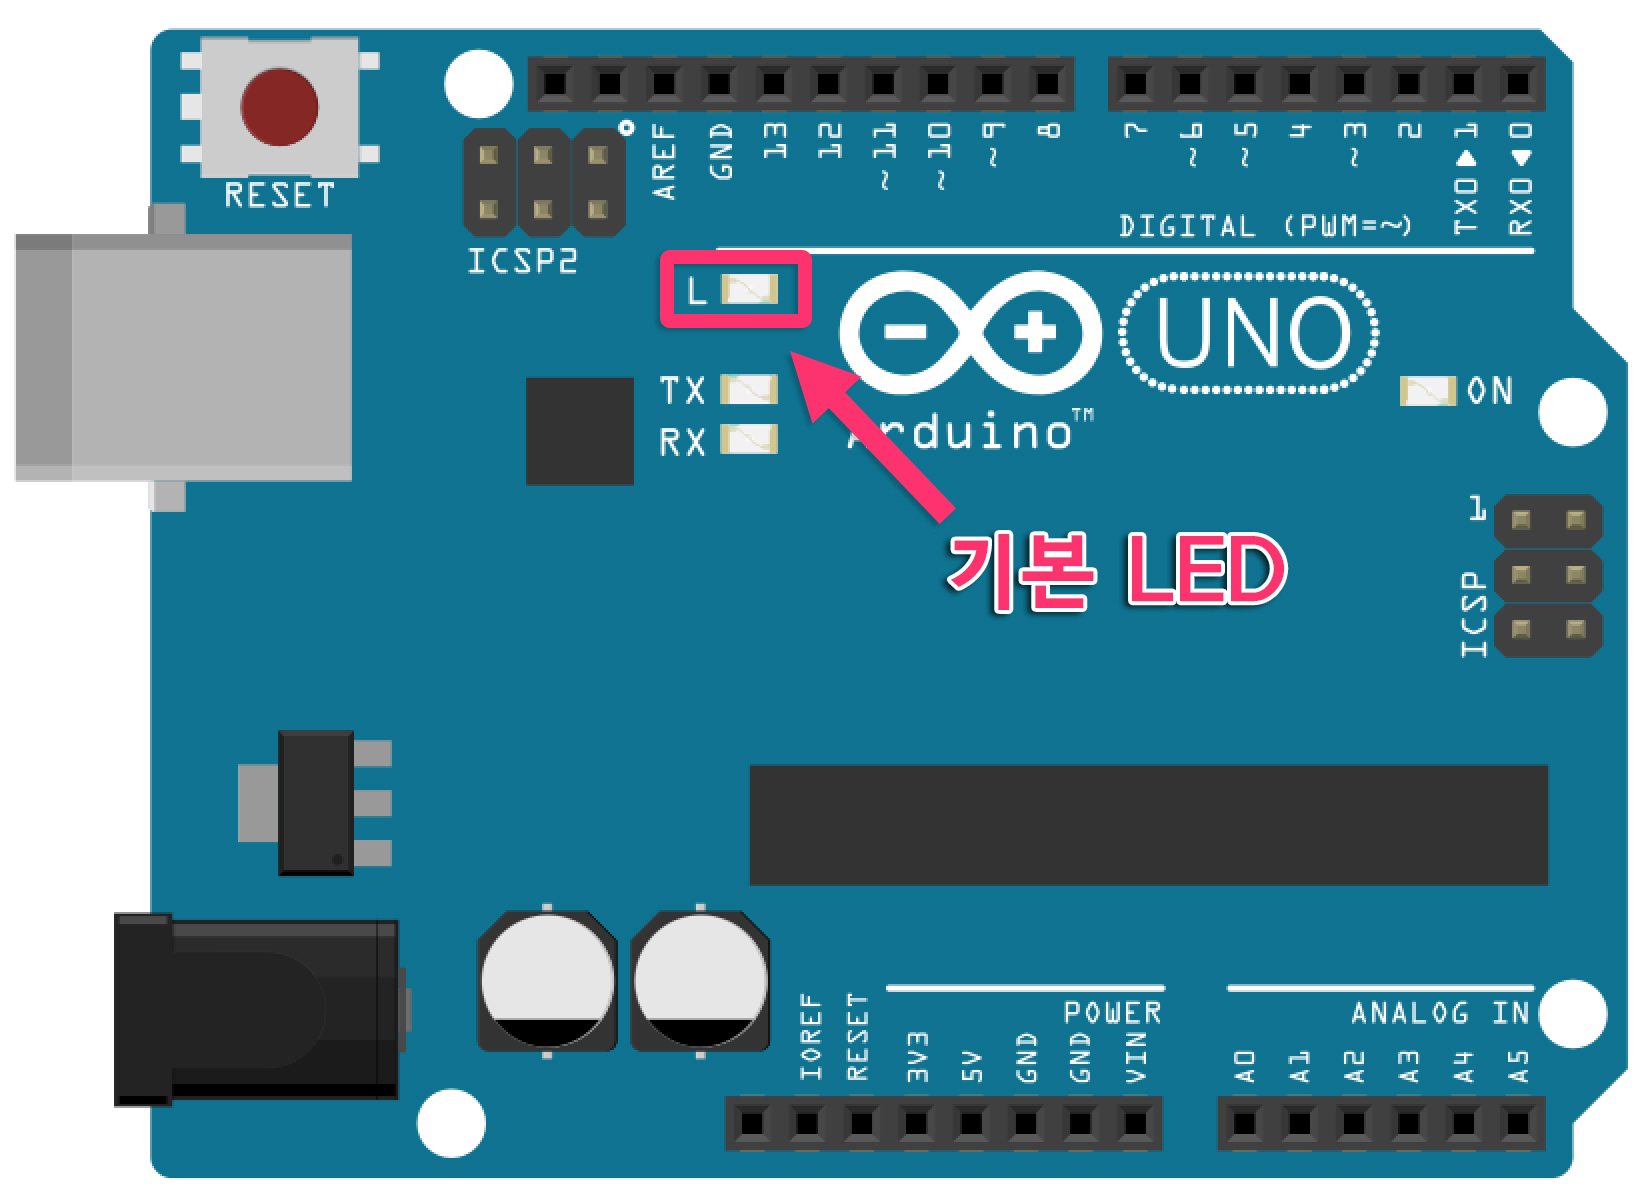 RESET
ICSP2
AREF
GND
13
12
~11
~10
~9
8
7
~6
~5
4
~3
2
TX0▶1
RX0◀0
DIGITAL (PWM=~)
L
TX
RX
Arduino™
UNO
ON
기본 LED
1
ICSP
POWER
ANALOG IN
IOREF
RESET
3V3
5V
GND
GND
VIN
A0
A1
A2
A3
A4
A5